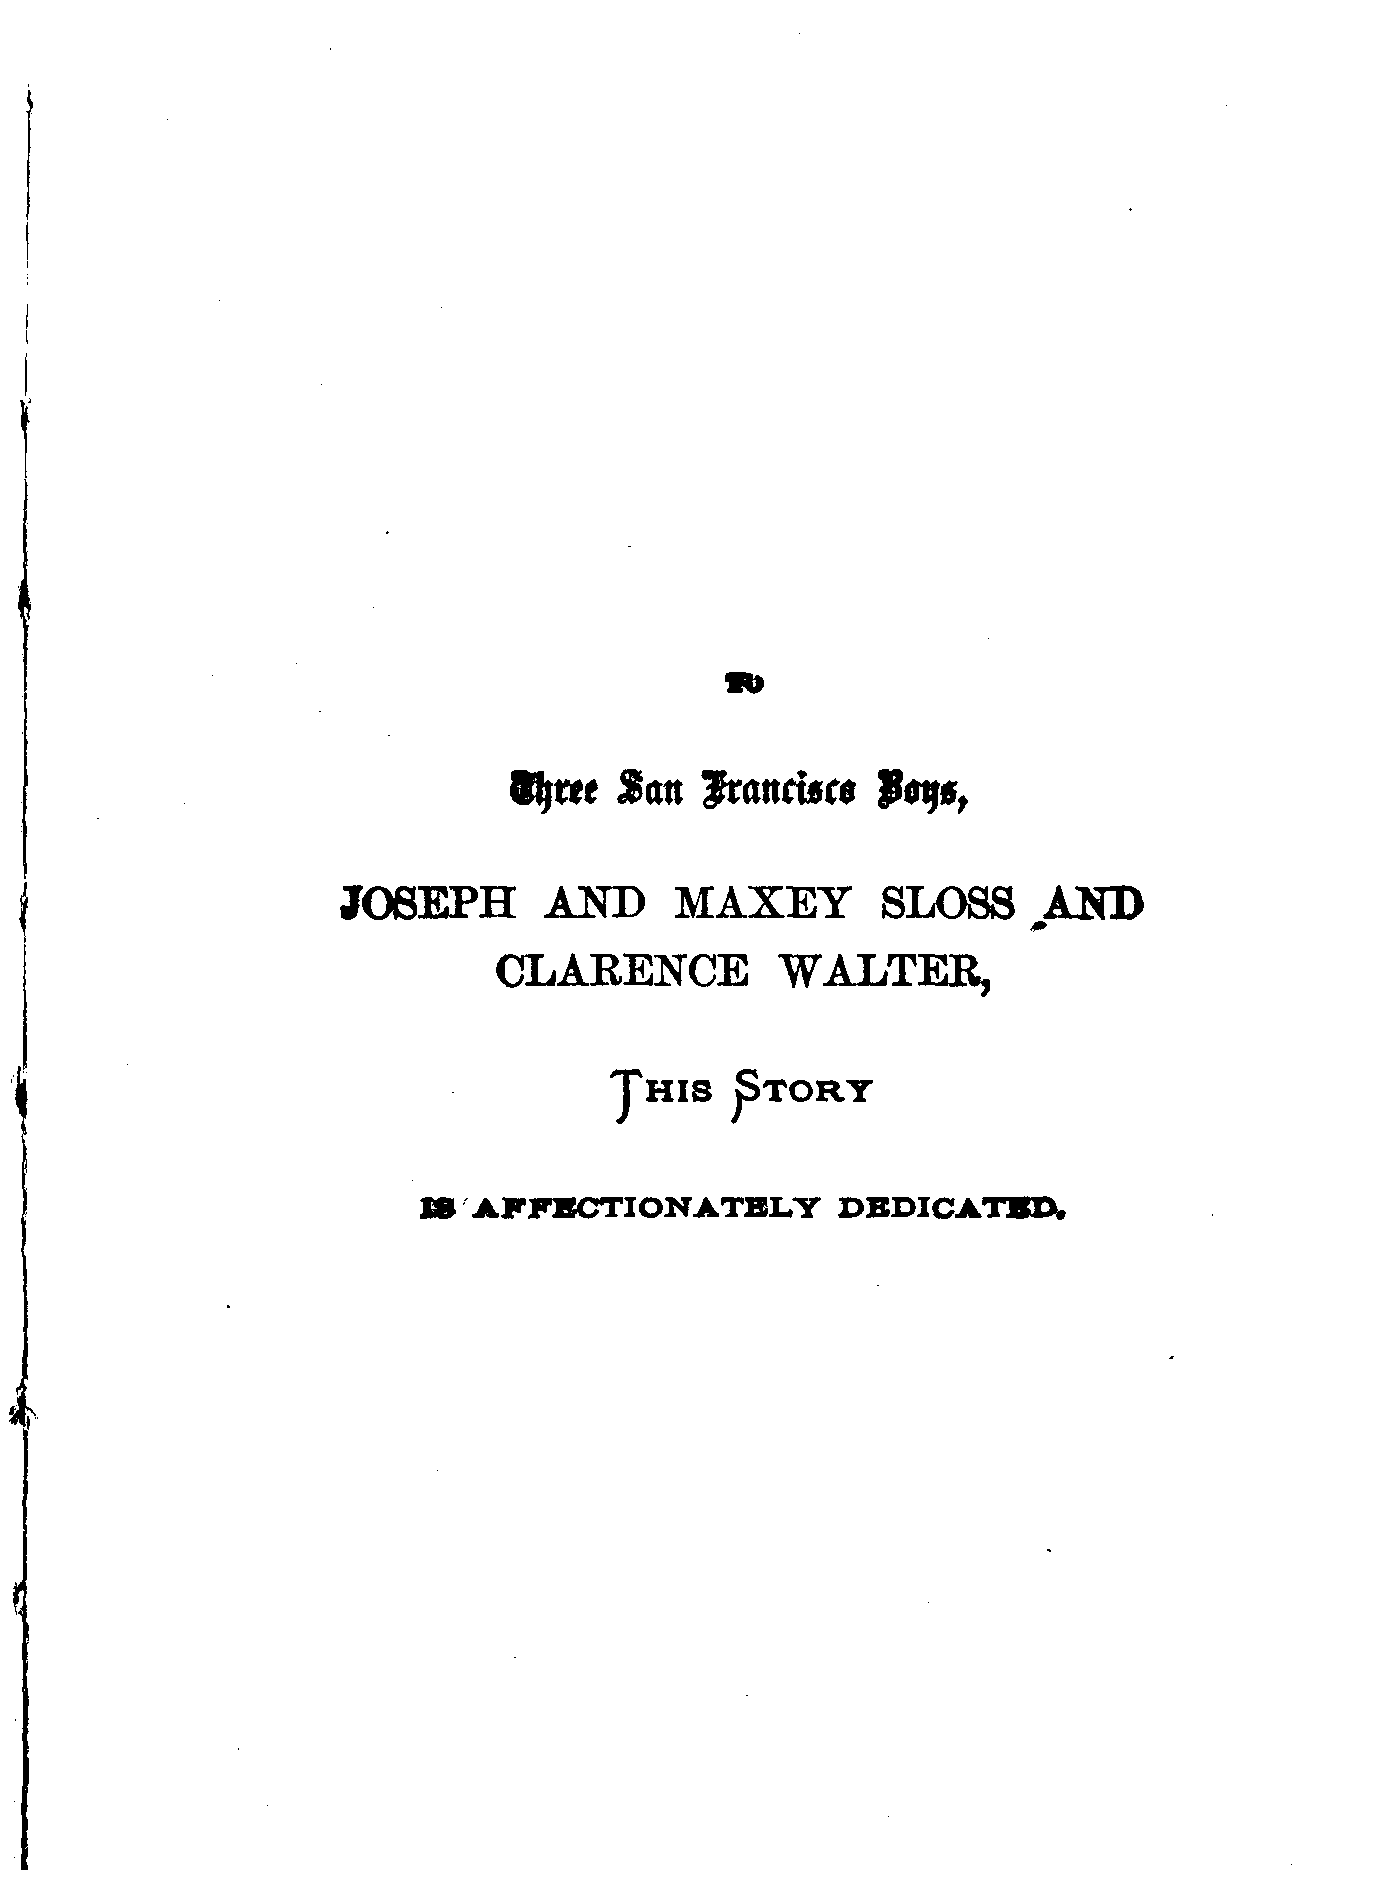 TO
Three San Francisco Boys,
JOSEPH AND MAXEY SLOSS AND
CLARENCE WALTER,
THIS STORY
IS AFFECTIONATELY DEDICATED.